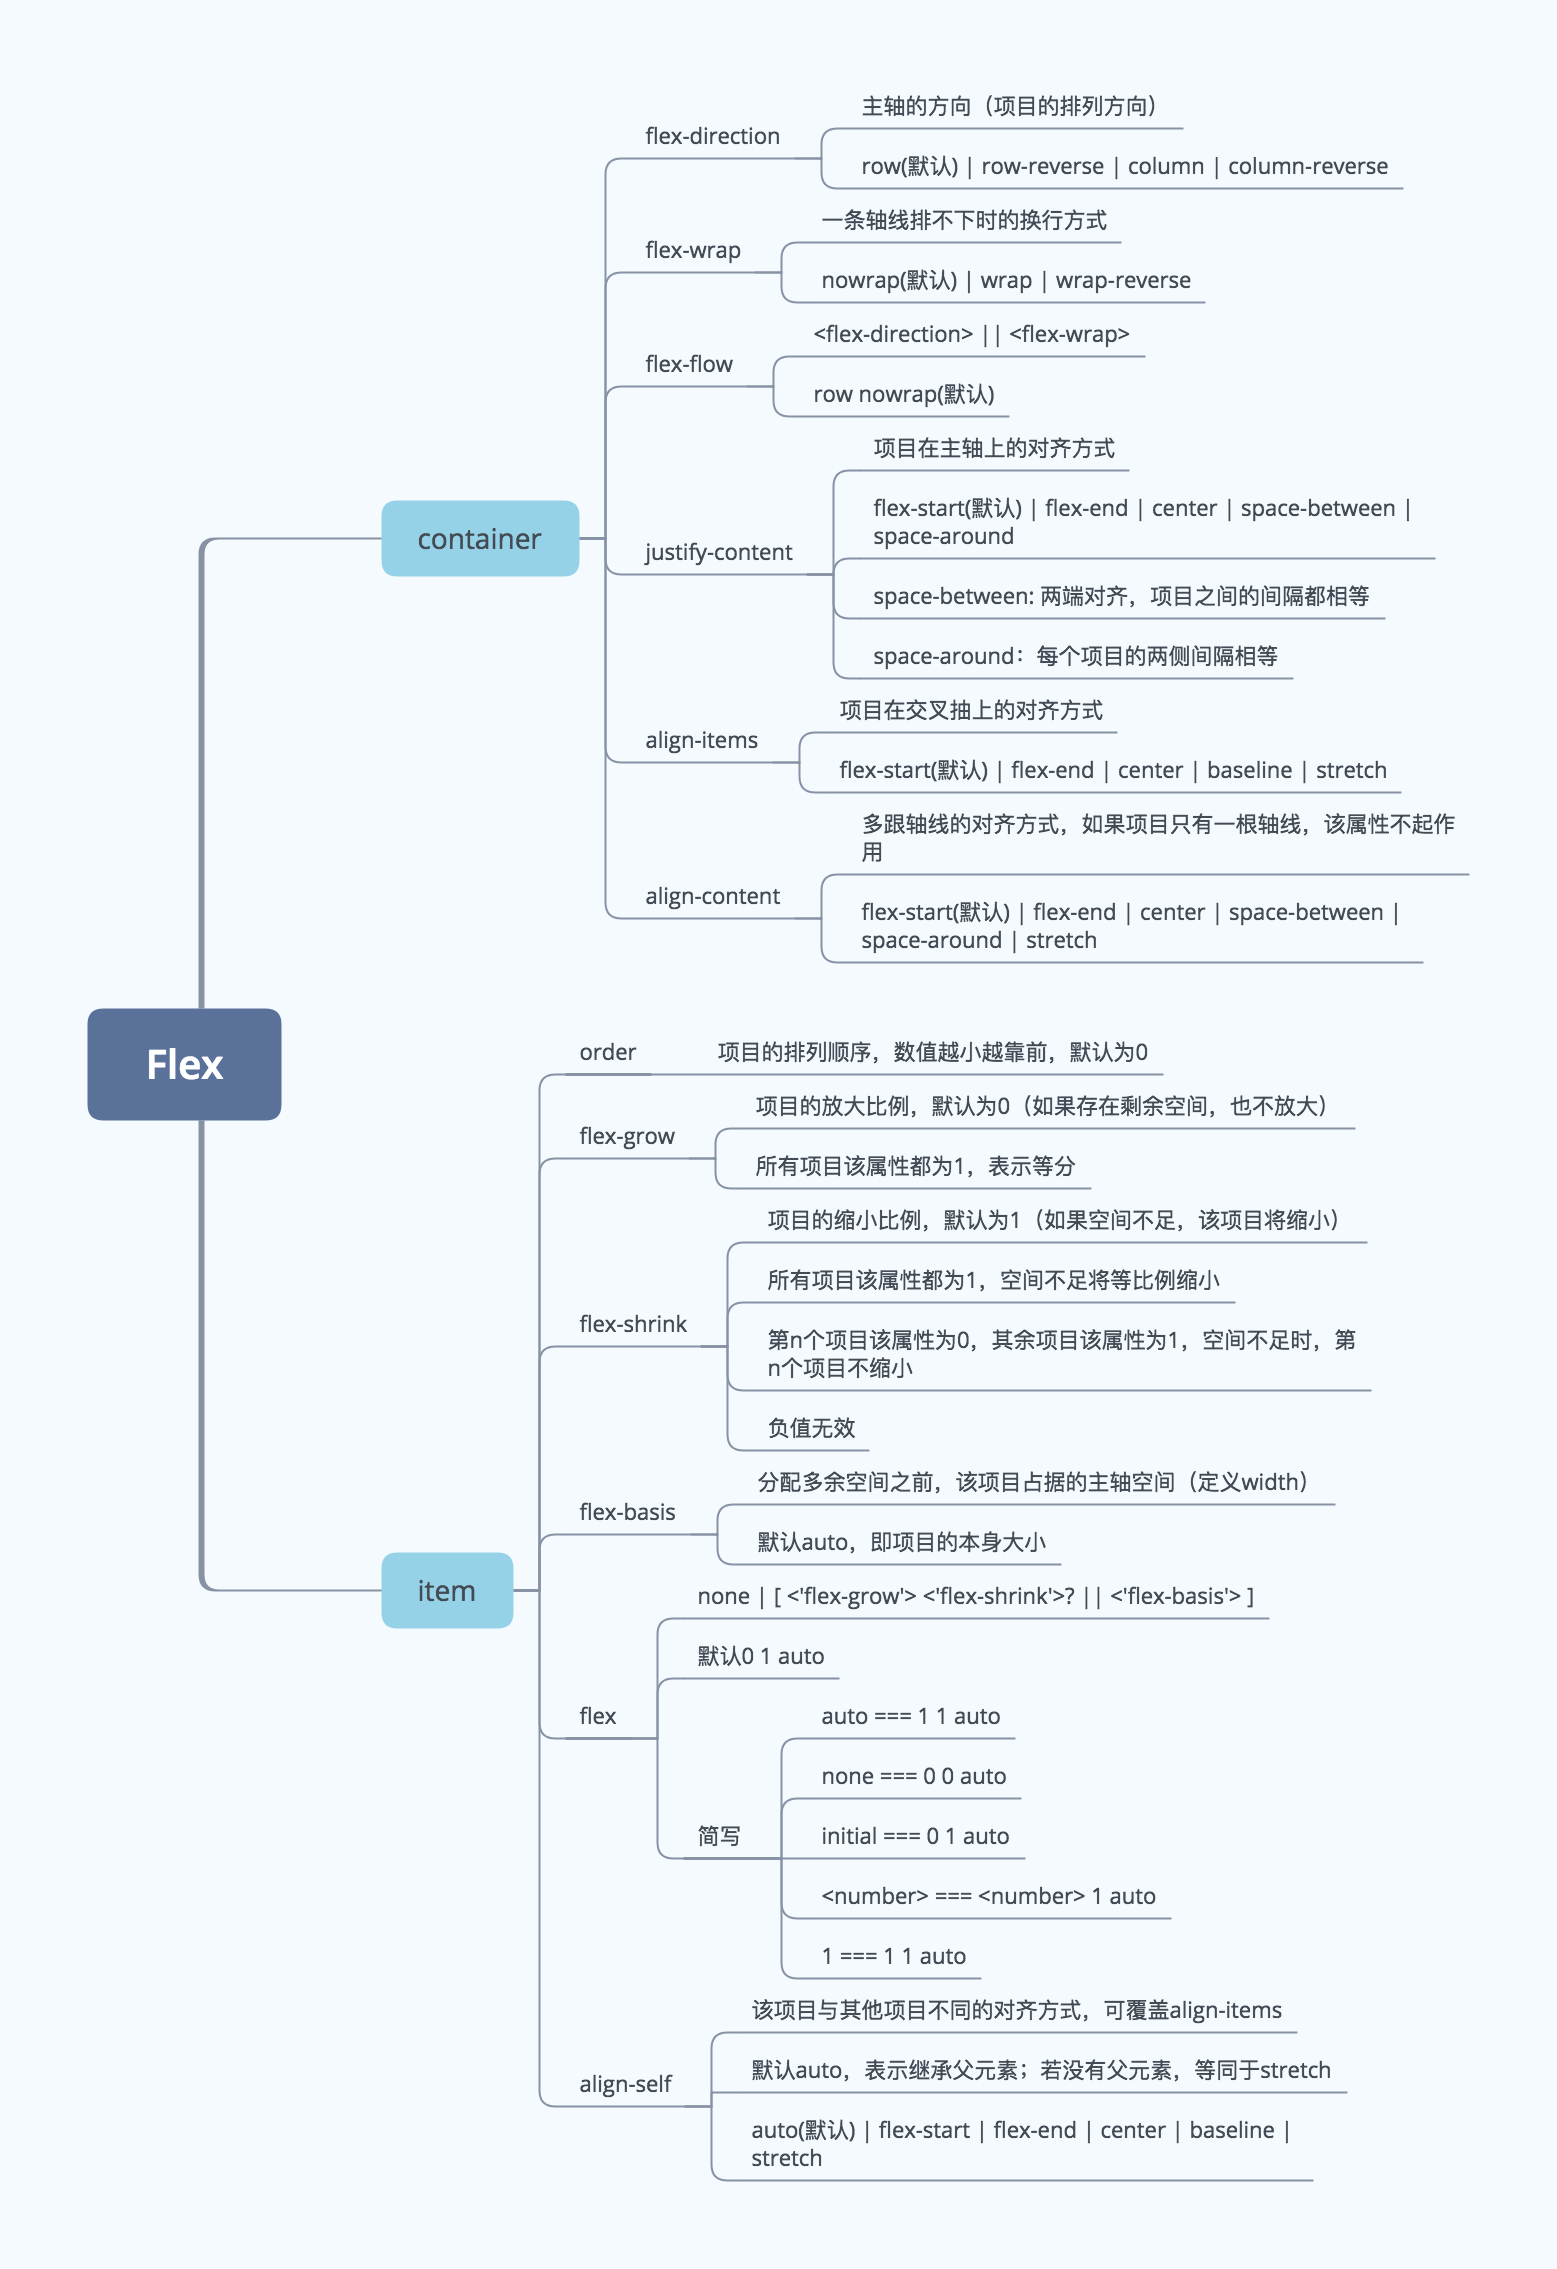 Flex
container
flex-direction
主轴的方向（项目的排列方向）
row(默认) | row-reverse | column | column-reverse
flex-wrap
一条轴线排不下时的换行方式
nowrap(默认) | wrap | wrap-reverse
flex-flow
<flex-direction> || <flex-wrap>
row nowrap(默认)
justify-content
项目在主轴上的对齐方式
flex-start(默认) | flex-end | center | space-between |
space-around
space-between: 两端对齐，项目之间的间隔都相等
space-around：每个项目的两侧间隔相等
align-items
项目在交叉抽上的对齐方式
flex-start(默认) | flex-end | center | baseline | stretch
align-content
多跟轴线的对齐方式，如果项目只有一根轴线，该属性不起作
用
flex-start(默认) | flex-end | center | space-between |
space-around | stretch
item
order
项目的排列顺序，数值越小越靠前，默认为0
flex-grow
项目的放大比例，默认为0（如果存在剩余空间，也不放大）
所有项目该属性都为1，表示等分
flex-shrink
项目的缩小比例，默认为1（如果空间不足，该项目将缩小）
所有项目该属性都为1，空间不足将等比例缩小
第n个项目该属性为0，其余项目该属性为1，空间不足时，第
n个项目不缩小
负值无效
flex-basis
分配多余空间之前，该项目占据的主轴空间（定义width）
默认auto，即项目的本身大小
flex
none | [ <'flex-grow'> <'flex-shrink'>? || <'flex-basis'> ]
默认0 1 auto
简写
auto === 1 1 auto
none === 0 0 auto
initial === 0 1 auto
<number> === <number> 1 auto
1 === 1 1 auto
align-self
该项目与其他项目不同的对齐方式，可覆盖align-items
默认auto，表示继承父元素；若没有父元素，等同于stretch
auto(默认) | flex-start | flex-end | center | baseline |
stretch